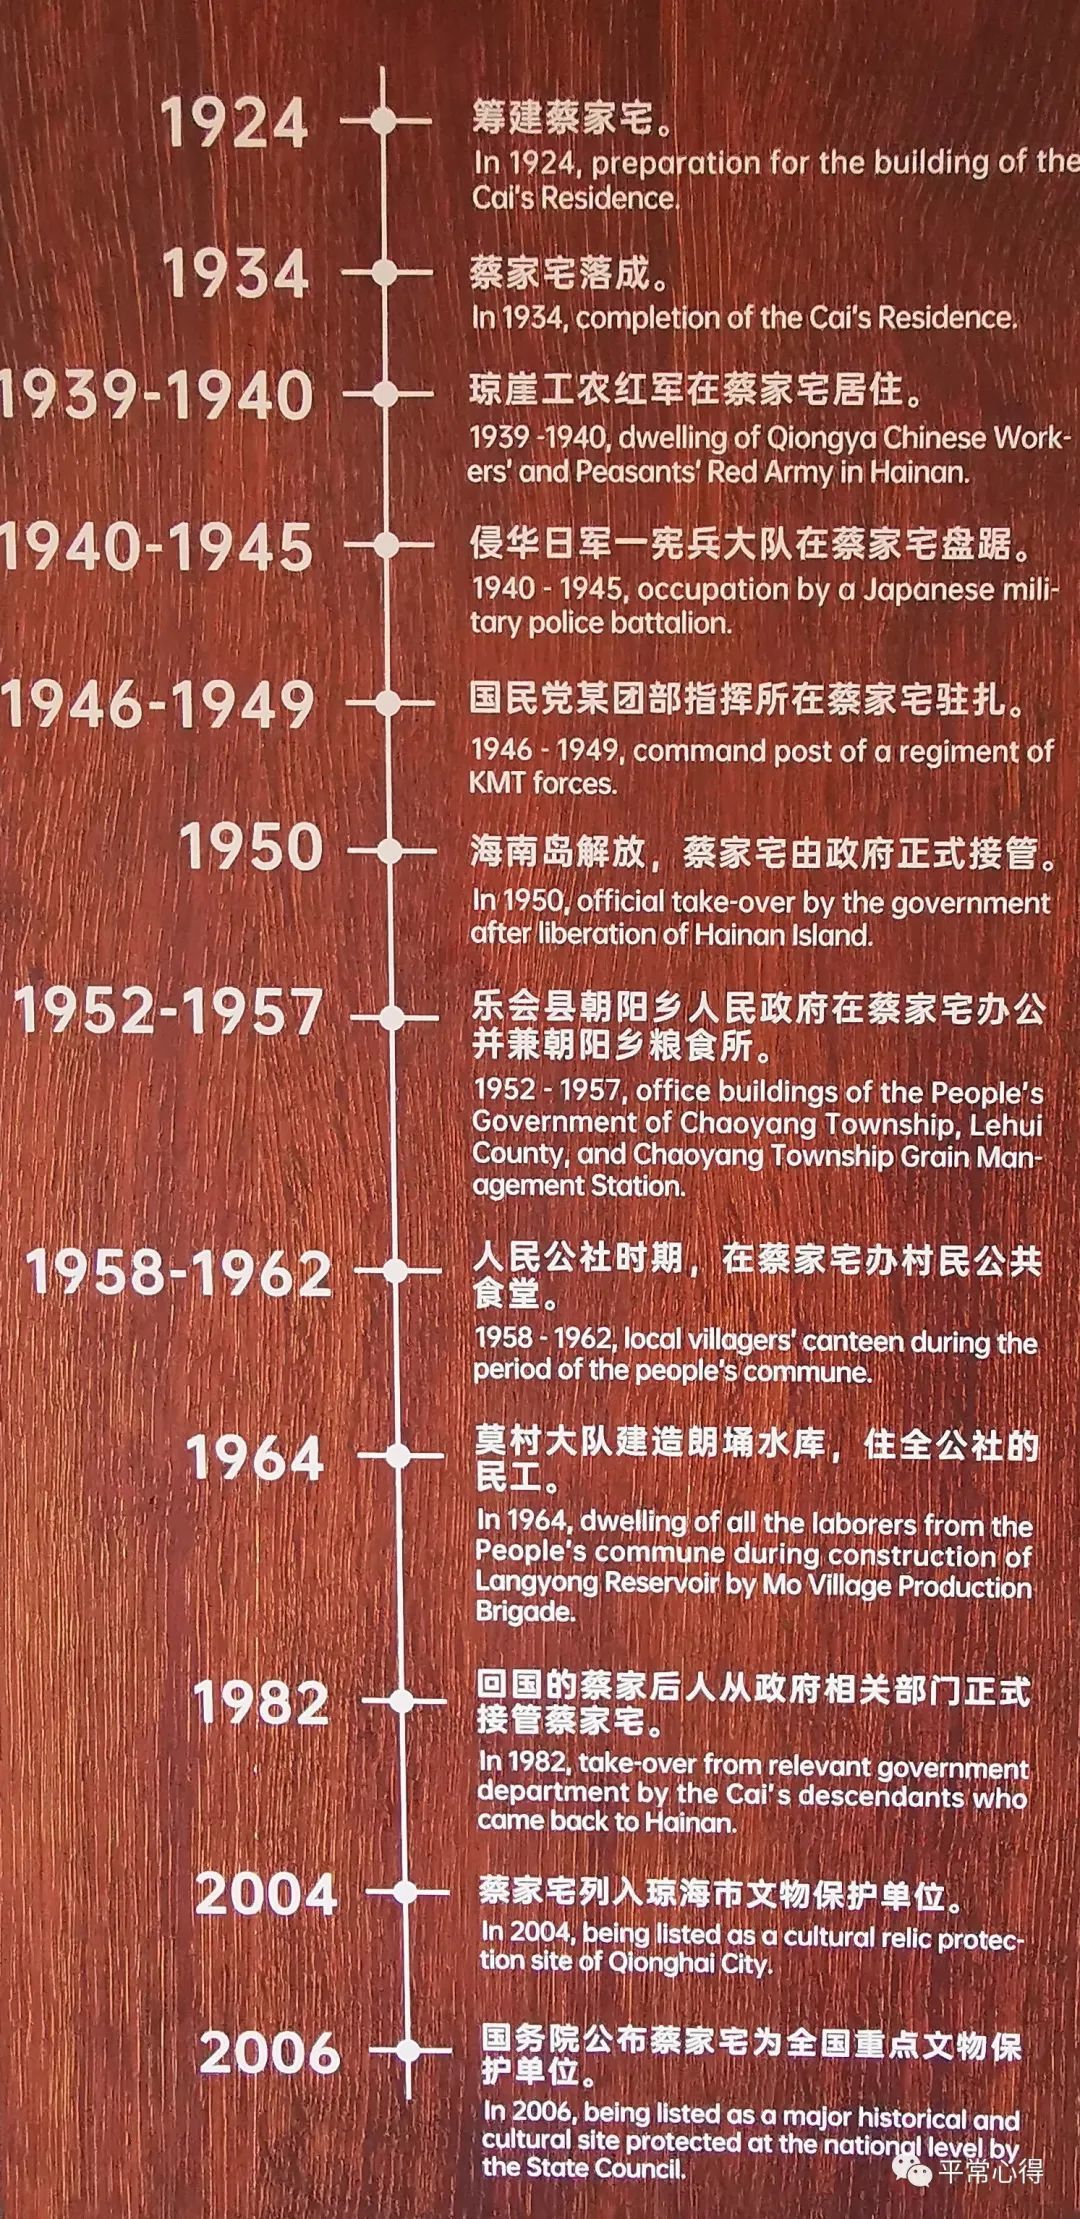 1924
筹建蔡家宅。
In 1924, preparation for the building of the
Cai's Residence.
1934
蔡家宅落成。
In 1934, completion of the Cai's Residence.
1939-1940
琼崖工农红军在蔡家宅居住。
1939 -1940, dwelling of Qiongya Chinese Work-
ers' and Peasants' Red Army in Hainan.
1940-1945
侵华日军一宪兵大队在蔡家宅盘踞。
1940 - 1945, occupation by a Japanese mili-
tary police battalion.
1946-1949
国民党某团部指挥所在蔡家宅驻扎。
1946 - 1949, command post of a regiment of
KMT forces.
1950
海南岛解放，蔡家宅由政府正式接管。
In 1950, official take-over by the government
after liberation of Hainan Island.
1952-1957
乐会县朝阳乡人民政府在蔡家宅办公
并兼朝阳乡粮食所。
1952 - 1957, office buildings of the People's
Government of Chaoyang Township, Lehui
County, and Chaoyang Township Grain Man-
agement Station.
1958-1962
人民公社时期，在蔡家宅办村民公共
食堂。
1958 - 1962, local villagers' canteen during the
period of the people's commune.
1964
莫村大队建造朗埇水库，住全公社的
民工。
In 1964, dwelling of all the laborers from the
People's commune during construction of
Langyong Reservoir by Mo Village Production
Brigade.
1982
回国的蔡家后人从政府相关部门正式
接管蔡家宅。
In 1982, take-over from relevant government
department by the Cai's descendants who
came back to Hainan.
2004
蔡家宅列入琼海市文物保护单位。
In 2004, being listed as a cultural relic protec-
tion site of Qionghai City.
2006
国务院公布蔡家宅为全国重点文物保
护单位。
In 2006, being listed as a major historical and
cultural site protected at the national level by
the State Council.
平常心得